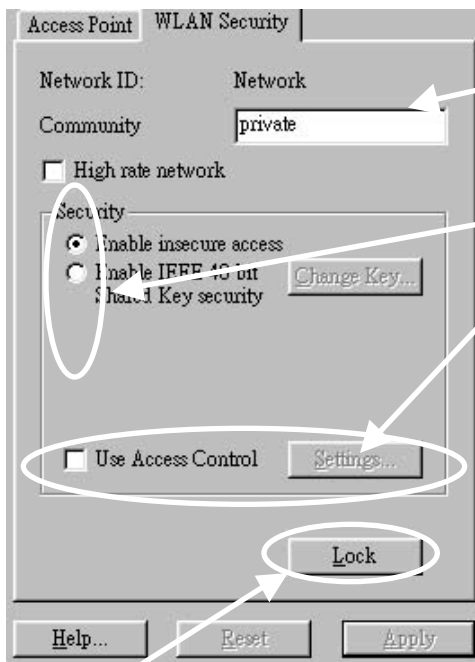 Access Point WLAN Security
Network ID: Network
Community private
High rate network
Security
Enable insecure access
Enable IEEE 48 bit Change Key...
Shared Key security
Use Access Control Settings...
Lock
Help... Reset Apply